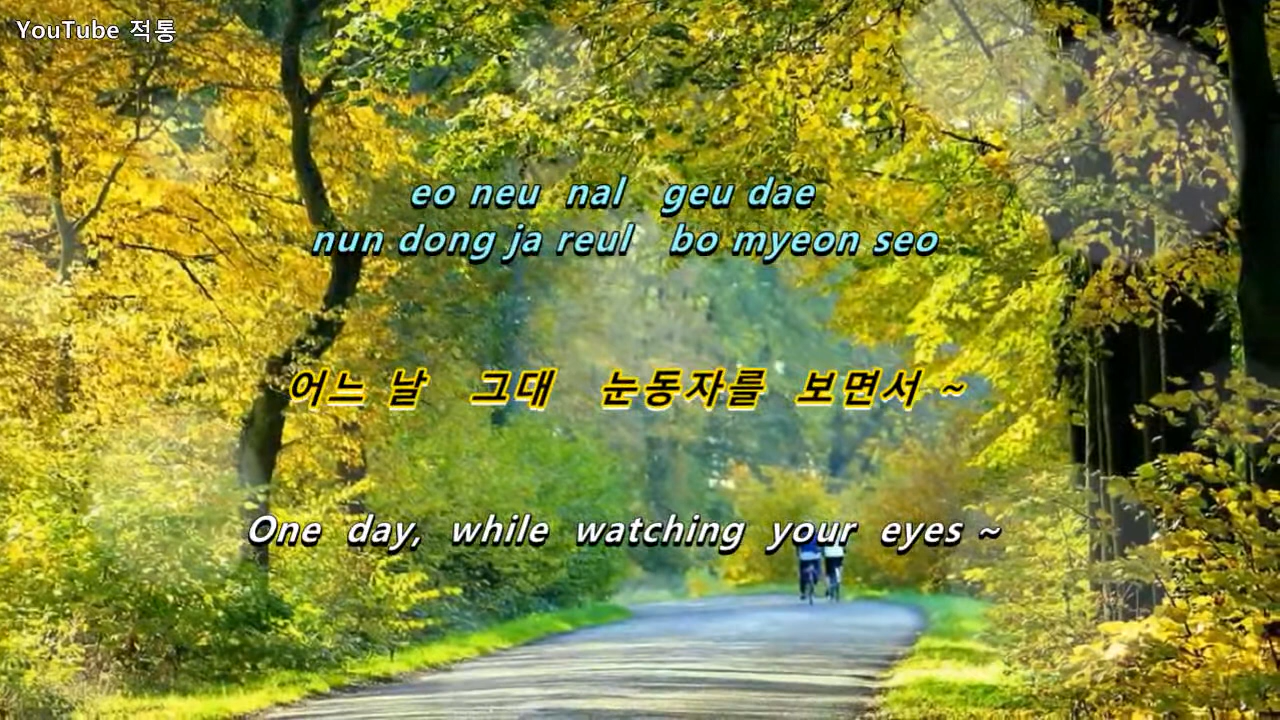 YouTube 적통
eo neu nal geu dae
nun dong ja reul bo myeon seo
어느 날 그대 눈동자를 보면서 ~
One day, while watching your eyes ~